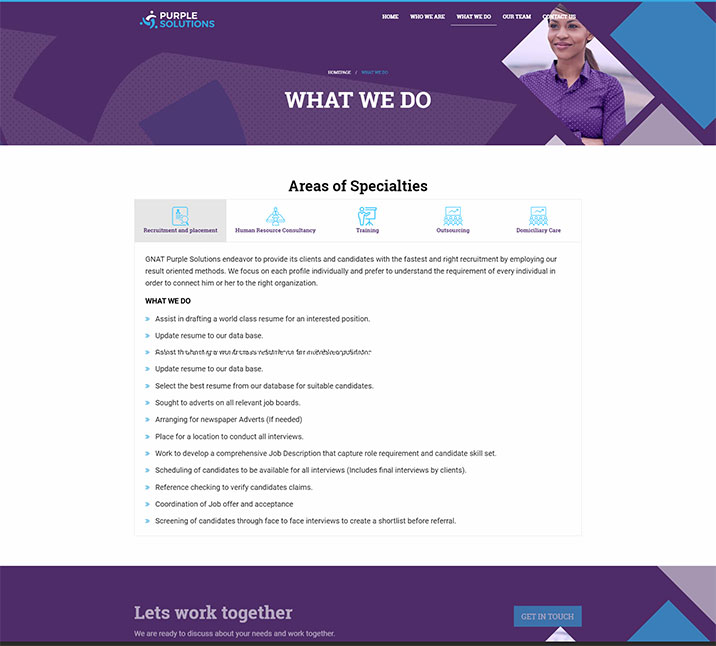 PURPLE
SOLUTIONS
HOME WHO WE ARE WHAT WE DO OUR TEAM CONTACT US
HOMEPAGE / WHAT WE DO
WHAT WE DO
Areas of Specialties
Recruitment and placement Human Resource Consultancy Training Outsourcing Domiciliary Care
GNAT Purple Solutions endeavor to provide its clients and candidates with the fastest and right recruitment by employing our
result oriented methods. We focus on each profile individually and prefer to understand the requirement of every individual in
order to connect him or her to the right organization.
WHAT WE DO
Assist in drafting a world class resume for an interested position.
Update resume to our data base.
Update resume to our data base.
Select the best resume from our database for suitable candidates.
Sought to adverts on all relevant job boards.
Arranging for newspaper Adverts (If needed)
Place for a location to conduct all interviews.
Work to develop a comprehensive Job Description that capture role requirement and candidate skill set.
Scheduling of candidates to be available for all interviews (Includes final interviews by clients).
Reference checking to verify candidates claims.
Coordination of Job offer and acceptance
Screening of candidates through face to face interviews to create a shortlist before referral.
Lets work together
GET IN TOUCH
We are ready to discuss about your needs and work together.